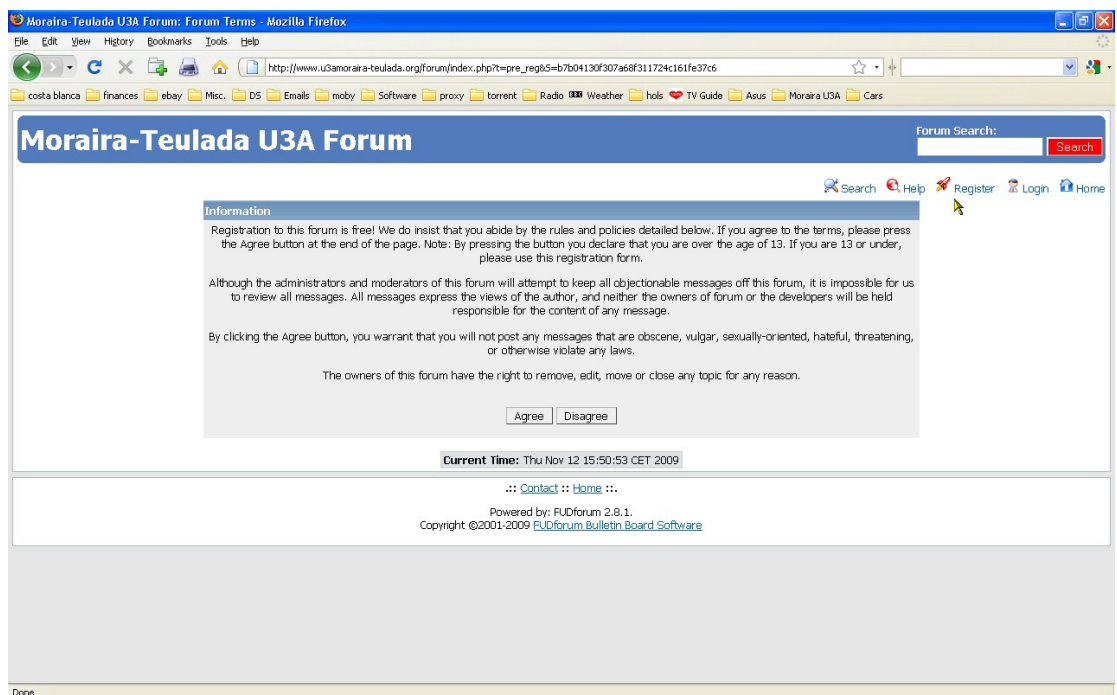 Moraira-Teulada U3A Forum: Forum Terms - Mozilla Firefox
File Edit View History Bookmarks Tools Help
http://www.u3amoraira-teulada.org/forum/index.php?t=pre_reg&S=b7b04130f307a68f311724c161fe37c6
costa blanca finances ebay Misc. DS Emails moby Software proxy torrent Radio BBB Weather hols TV Guide Asus Moraira U3A Cars
Moraira-Teulada U3A Forum
Forum Search:
Search
Search Help Register Login Home
Information
Registration to this forum is free! We do insist that you abide by the rules and policies detailed below. If you agree to the terms, please press
the Agree button at the end of the page. Note: By pressing the button you declare that you are over the age of 13. If you are 13 or under,
please use this registration form.
Although the administrators and moderators of this forum will attempt to keep all objectionable messages off this forum, it is impossible for us
to review all messages. All messages express the views of the author, and neither the owners of forum or the developers will be held
responsible for the content of any message.
By clicking the Agree button, you warrant that you will not post any messages that are obscene, vulgar, sexually-oriented, hateful, threatening,
or otherwise violate any laws.
The owners of this forum have the right to remove, edit, move or close any topic for any reason.
Agree Disagree
Current Time: Thu Nov 12 15:50:53 CET 2009
.:: Contact :: Home ::.
Powered by: FUDforum 2.8.1.
Copyright ©2001-2009 FUDforum Bulletin Board Software
Done